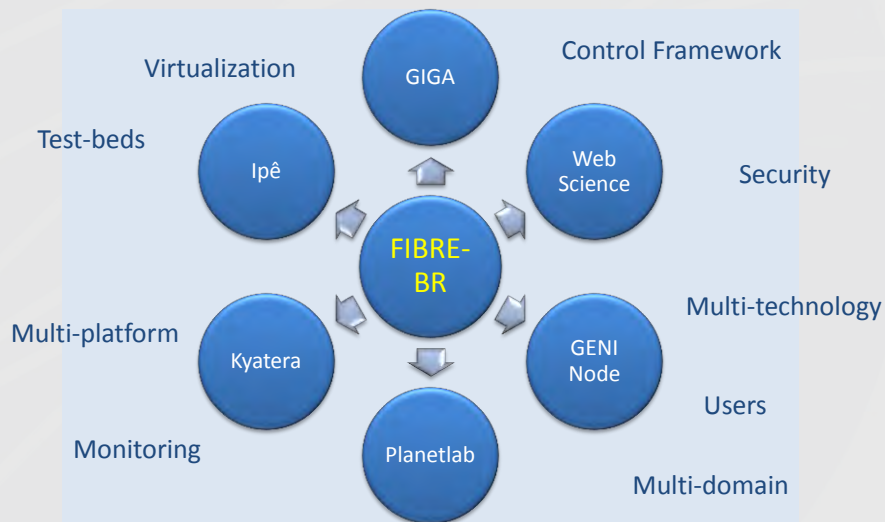 Virtualization
GIGA
Control Framework
Test-beds
Ipê
Web
Science
Security
FIBRE-
BR
Multi-platform
Kyatera
GENI
Node
Multi-technology
Users
Monitoring
Planetlab
Multi-domain